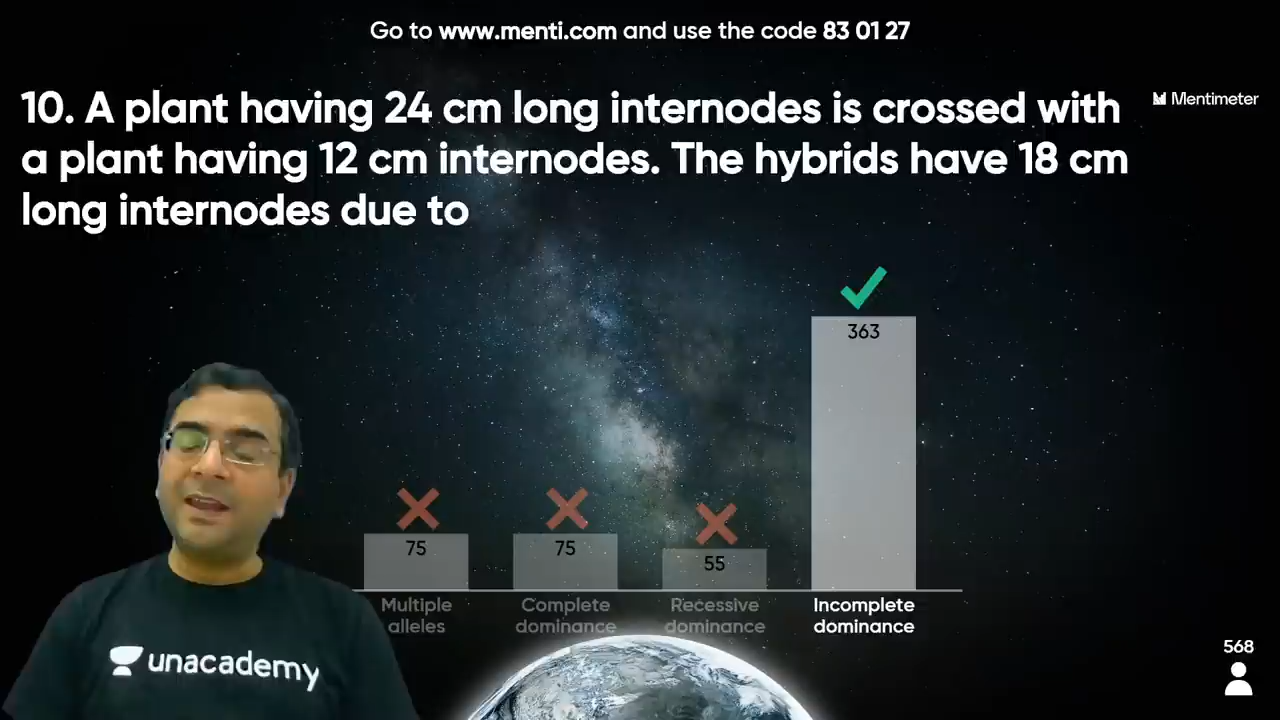 Go to www.menti.com and use the code 83 01 27
10. A plant having 24 cm long internodes is crossed with
a plant having 12 cm internodes. The hybrids have 18 cm
long internodes due to
Mentimeter
363
75
75
55
Multiple
alleles
Complete
dominance
Recessive
dominance
Incomplete
dominance
568
unacademy